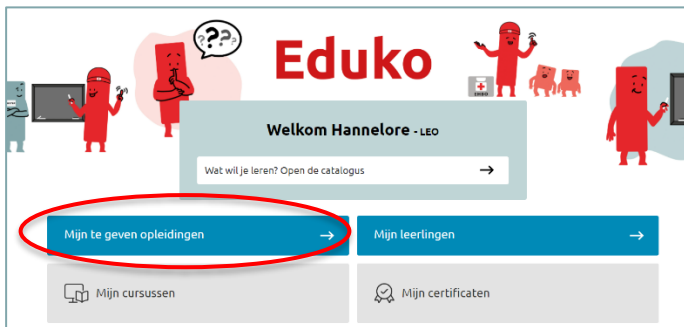 ???
Eduko
Welkom Hannelore - LEO
Wat wil je leren? Open de catalogus
Mijn te geven opleidingen
Mijn leerlingen
Mijn cursussen
Mijn certificaten